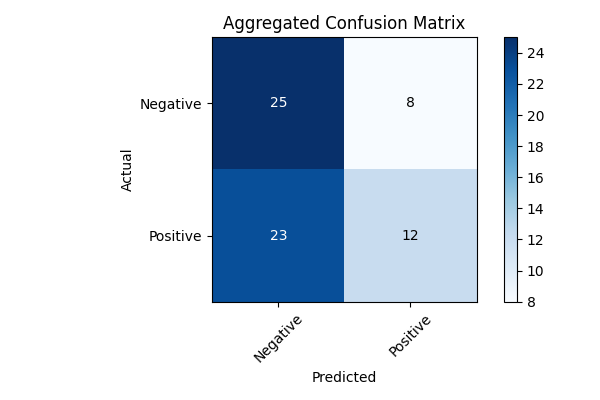 Aggregated Confusion Matrix
Actual
Negative
Positive
25
8
23
12
Negative
Positive
Predicted
24
22
20
18
16
14
12
10
8